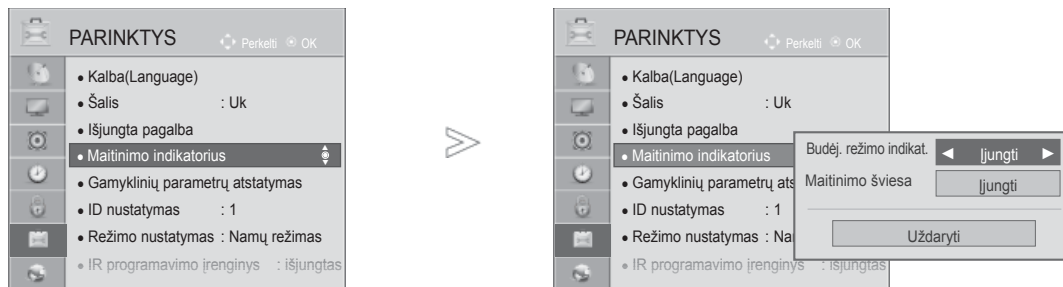 PARINKTYS Perkelti OK
• Kalba(Language)
• Šalis : Uk
• Išjungta pagalba
• Maitinimo indikatorius
• Gamyklinių parametrų atstatymas
• ID nustatymas : 1
• Režimo nustatymas : Namų režimas
• IR programavimo įrenginys : išjungtas
PARINKTYS Perkelti OK
• Kalba(Language)
• Šalis : Uk
• Išjungta pagalba
• Maitinimo indikatorius
• Gamyklinių parametrų ats
• ID nustatymas : 1
• Režimo nustatymas : Na
• IR programavimo įrenginys : išjungtas
Budėj. režimo indikat. ◄ Įjungti ►
Maitinimo šviesa Įjungti
Uždaryti